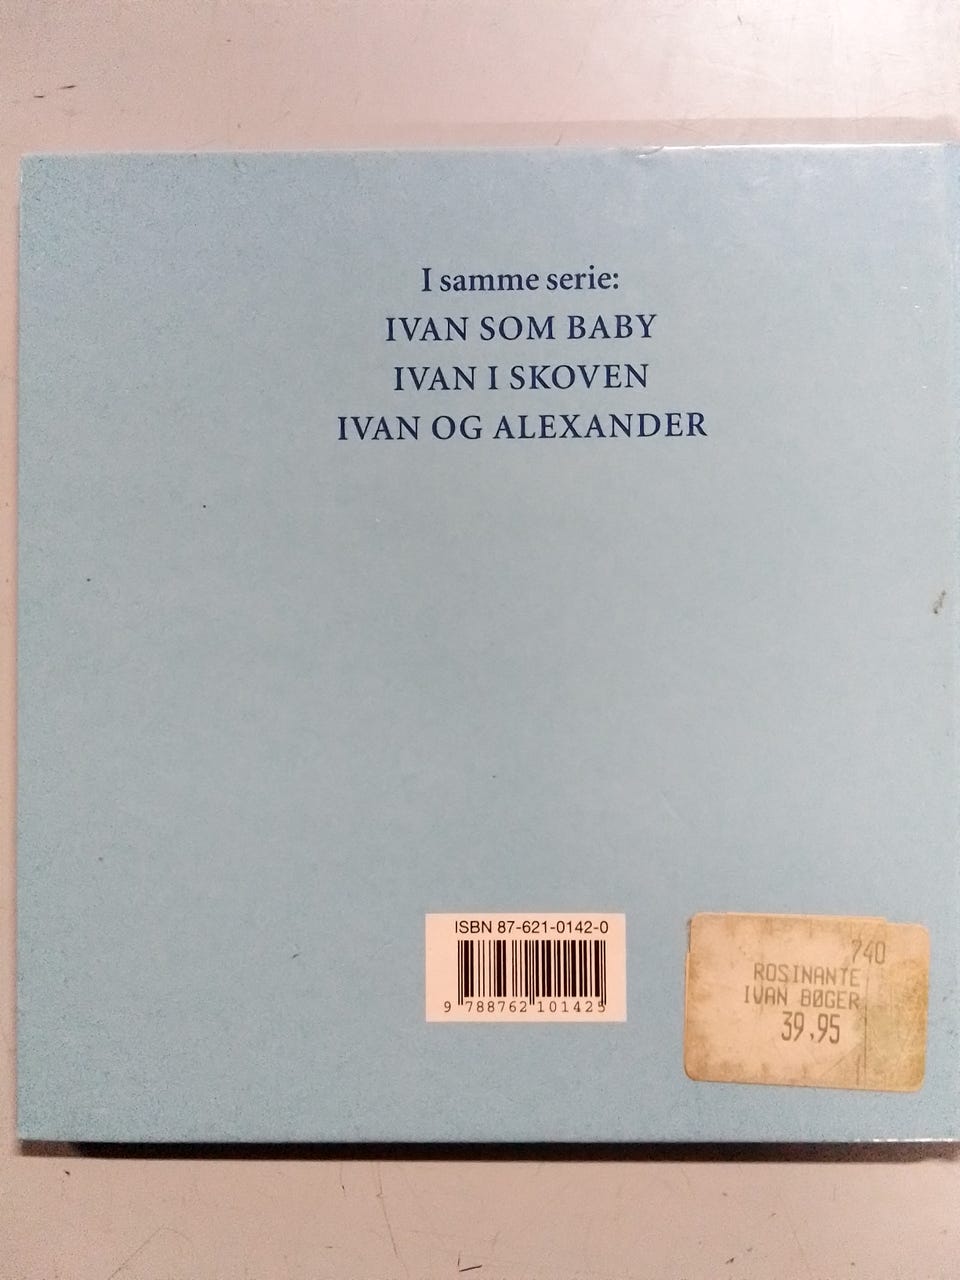 I samme serie:
IVAN SOM BABY
IVAN I SKOVEN
IVAN OG ALEXANDER
ISBN 87-621-0142-0
9 788762 101425
740
ROSINANTE
IVAN BØGER
39.95